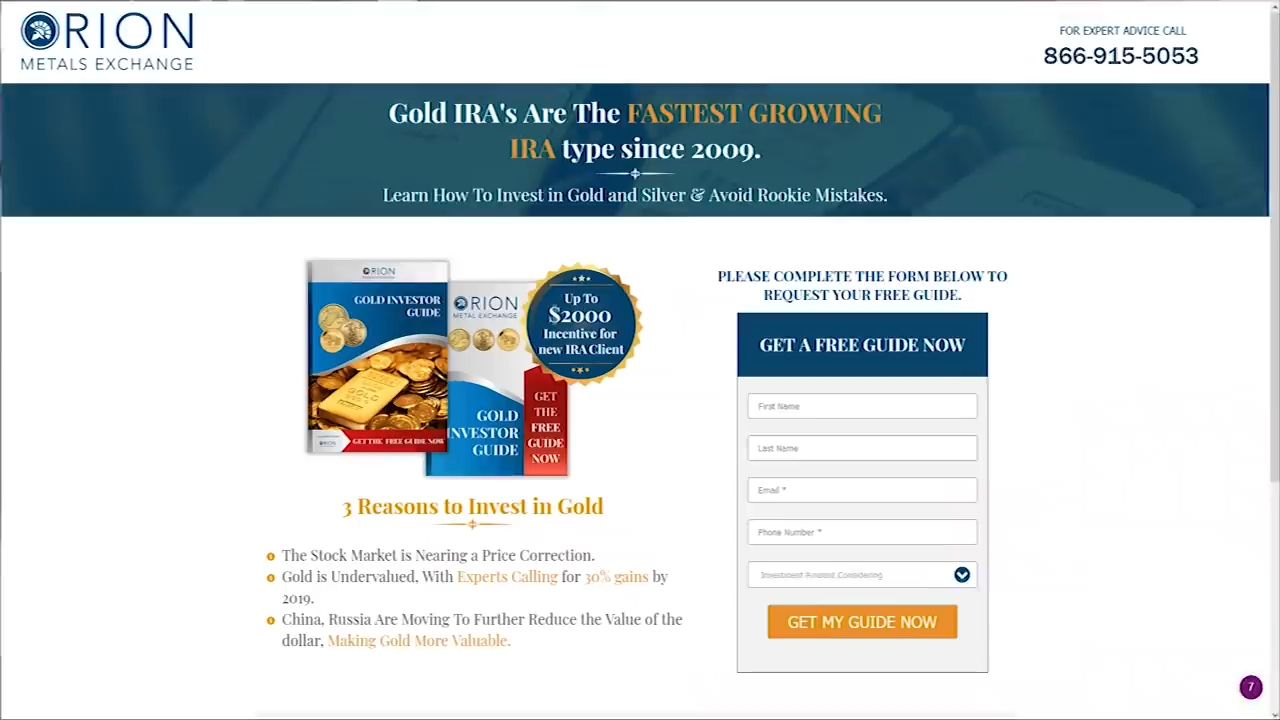 ORION
METALS EXCHANGE
FOR EXPERT ADVICE CALL
866-915-5053
Gold IRA's Are The FASTEST GROWING
IRA type since 2009.
Learn How To Invest in Gold and Silver & Avoid Rookie Mistakes.
ORION
GOLD INVESTOR
GUIDE
GOLD
ORION
GET THE FREE GUIDE NOW
ORION
METAL EXCHANGE
GOLD
INVESTOR
GUIDE
GET
THE
FREE
GUIDE
NOW
Up To
$2000
Incentive for
new IRA Client
3 Reasons to Invest in Gold
The Stock Market is Nearing a Price Correction.
Gold is Undervalued, With Experts Calling for 30% gains by
2019.
China, Russia Are Moving To Further Reduce the Value of the
dollar, Making Gold More Valuable.
PLEASE COMPLETE THE FORM BELOW TO
REQUEST YOUR FREE GUIDE.
GET A FREE GUIDE NOW
First Name
Last Name
Email *
Phone Number *
Investment Amount Considering
GET MY GUIDE NOW
7